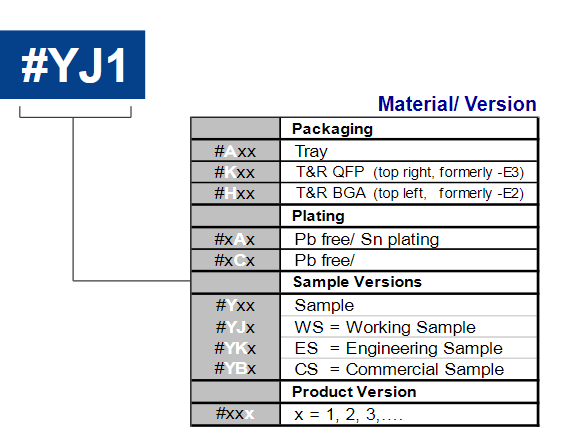 #YJ1
Material/ Version
Packaging
#Axx Tray
#Kxx T&R QFP (top right, formerly -E3)
#Hxx T&R BGA (top left, formerly -E2)
Plating
#xAx Pb free/ Sn plating
#xCx Pb free/
Sample Versions
#Yxx Sample
#YJx WS = Working Sample
#YKx ES = Engineering Sample
#YBx CS = Commercial Sample
Product Version
#xxx x = 1, 2, 3,....